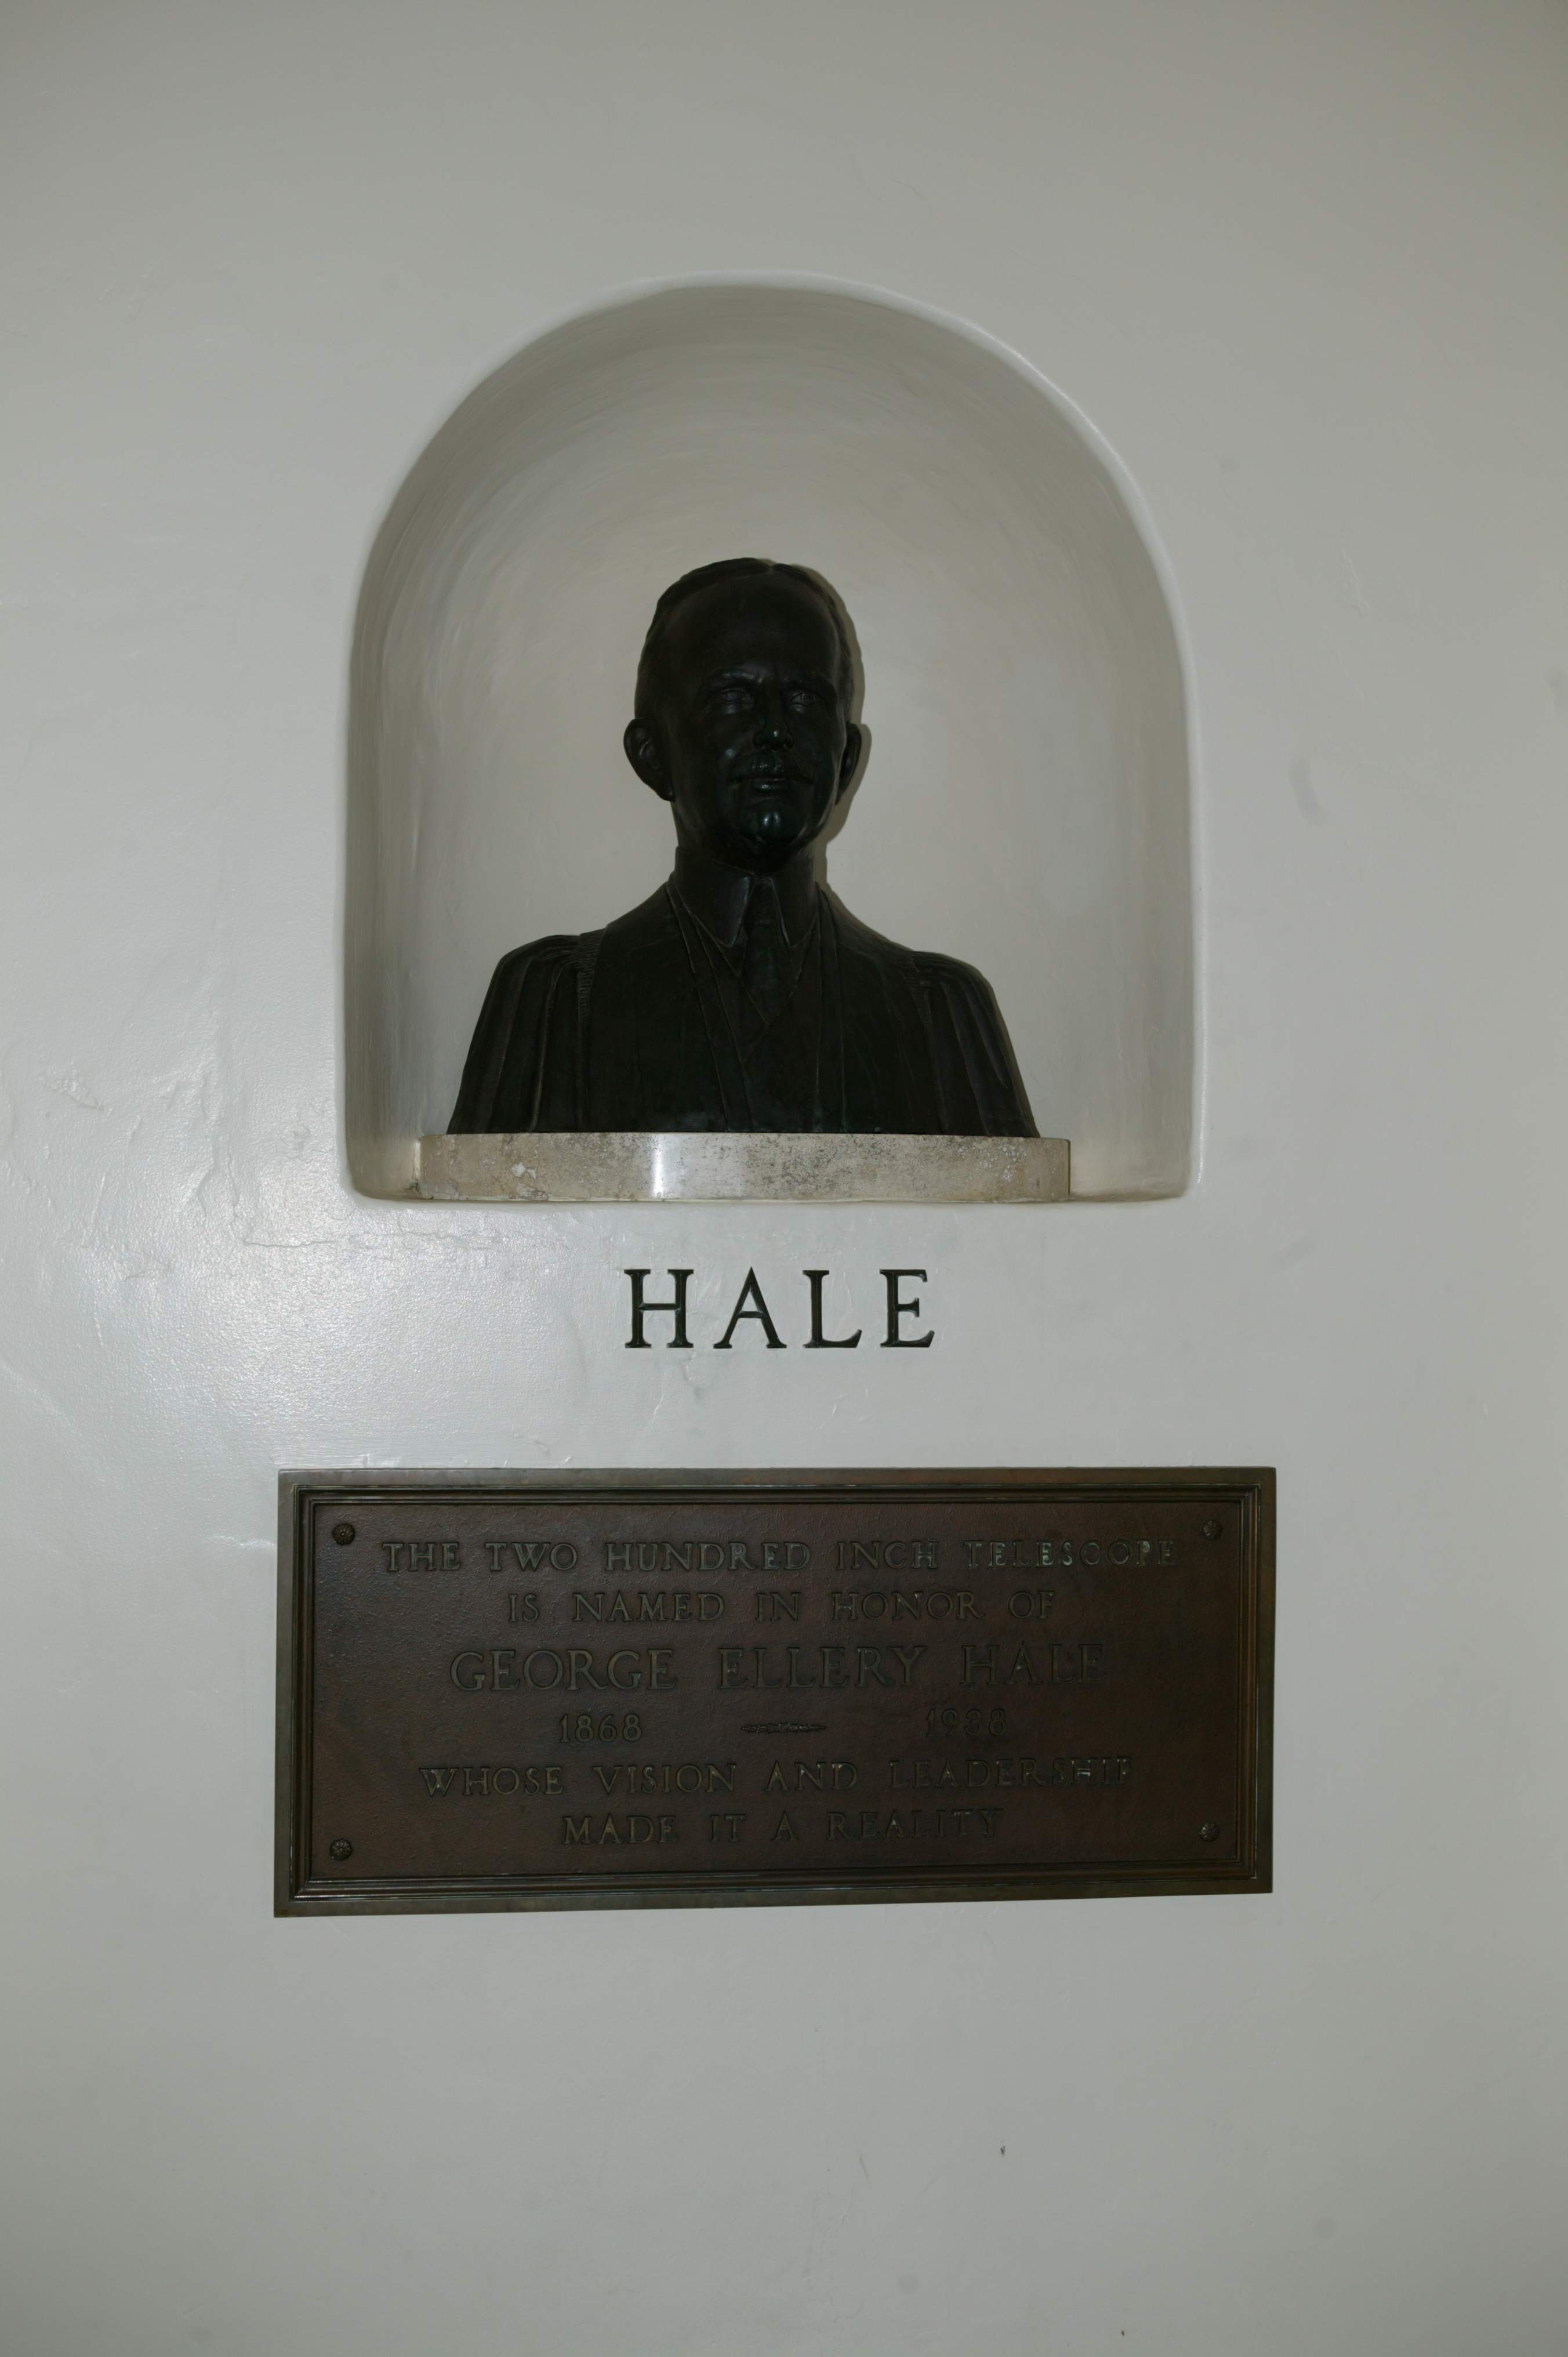 HALE
THE TWO HUNDRED INCH TELESCOPE
IS NAMED IN HONOR OF
GEORGE ELLERY HALE
1868 1938
WHOSE VISION AND LEADERSHIP
MADE IT A REALITY